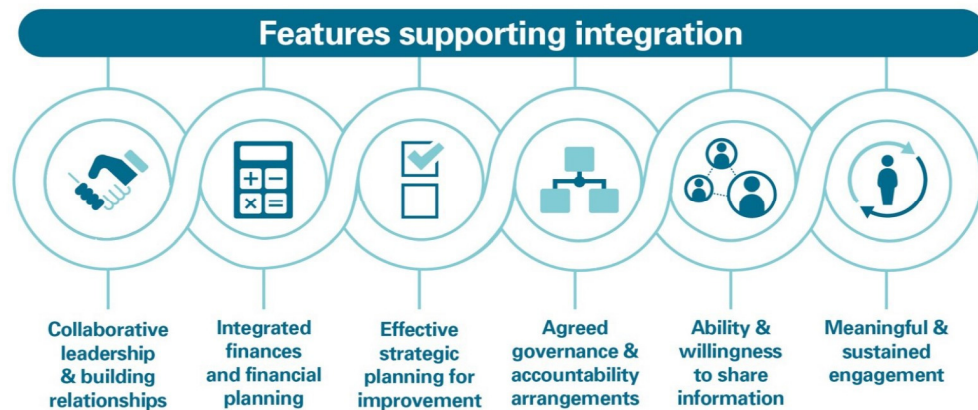 Features supporting integration
Collaborative
leadership
& building
relationships
Integrated
finances
and financial
planning
Effective
strategic
planning for
improvement
Agreed
governance &
accountability
arrangements
Ability &
willingness
to share
information
Meaningful &
sustained
engagement